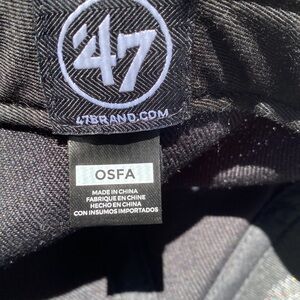 '47
47BRAND.COM
OSFA
MADE IN CHINA
FABRIQUE EN CHINE
HECHO EN CHINA
CON INSUMOS IMPORTADOS